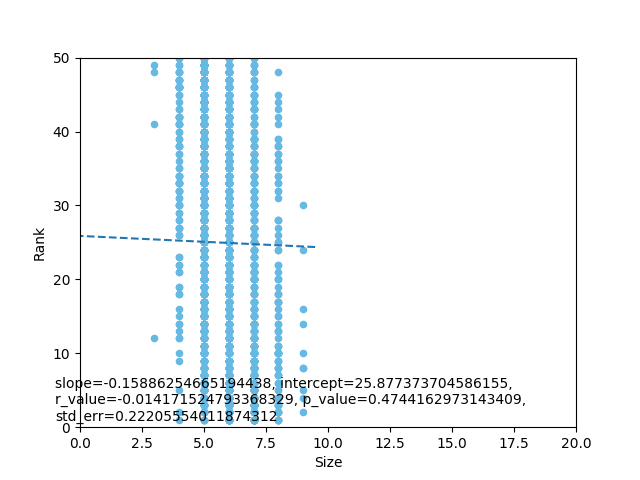 50
40
30
20
10
0
Rank
slope=-0.15886254665194438, intercept=25.877373704586155,
r_value=-0.014171524793368329, p_value=0.4744162973143409,
std_err=0.22205554011874312
0.0 2.5 5.0 7.5 10.0 12.5 15.0 17.5 20.0
Size